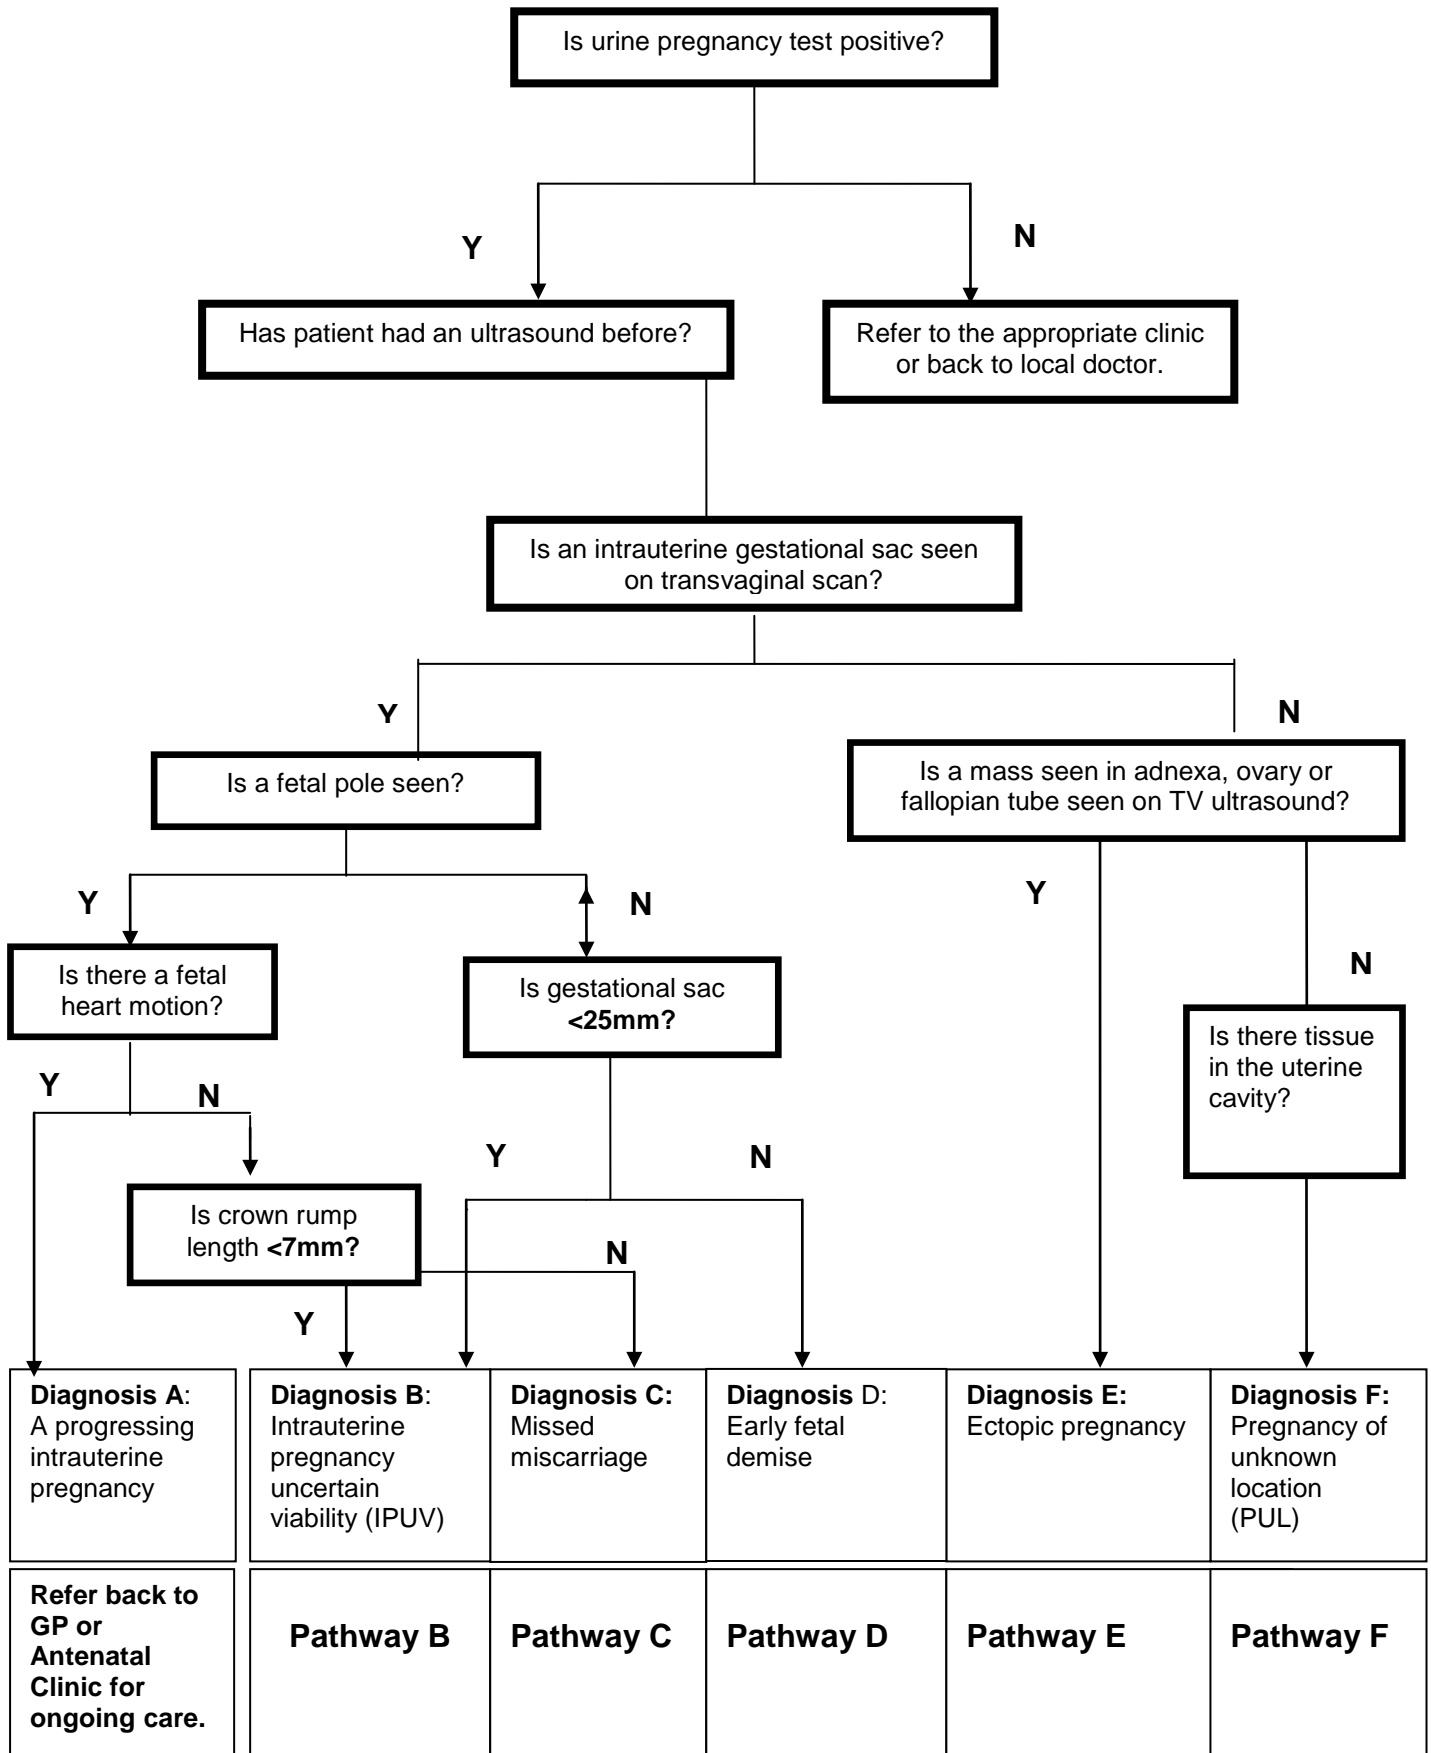 Is urine pregnancy test positive?
Y
N
Has patient had an ultrasound before?
Refer to the appropriate clinic
or back to local doctor.
Is an intrauterine gestational sac seen
on transvaginal scan?
Y
N
Is a fetal pole seen?
Is a mass seen in adnexa, ovary or
fallopian tube seen on TV ultrasound?
Y
N
Y
N
Is there a fetal
heart motion?
Is gestational sac
<25mm?
Is there tissue
in the uterine
cavity?
Y
N
Y
N
Is crown rump
length <7mm?
N
Y
Diagnosis A:
A progressing
intrauterine
pregnancy
Diagnosis B:
Intrauterine
pregnancy
uncertain
viability (IPUV)
Diagnosis C:
Missed
miscarriage
Diagnosis D:
Early fetal
demise
Diagnosis E:
Ectopic pregnancy
Diagnosis F:
Pregnancy of
unknown
location
(PUL)
Refer back to
GP or
Antenatal
Clinic for
ongoing care.
Pathway B
Pathway C
Pathway D
Pathway E
Pathway F